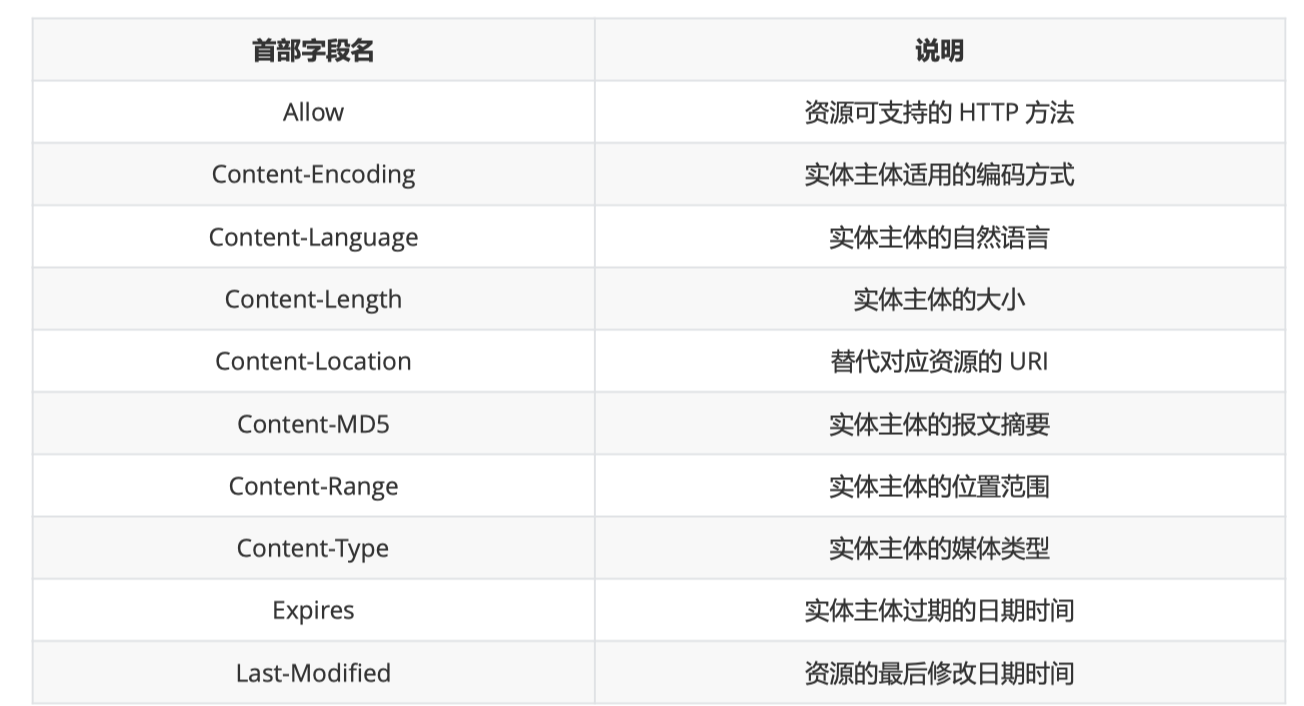 首部字段名 说明
Allow 资源可支持的 HTTP 方法
Content-Encoding 实体主体适用的编码方式
Content-Language 实体主体的自然语言
Content-Length 实体主体的大小
Content-Location 替代对应资源的 URI
Content-MD5 实体主体的报文摘要
Content-Range 实体主体的位置范围
Content-Type 实体主体的媒体类型
Expires 实体主体过期的日期时间
Last-Modified 资源的最后修改日期时间